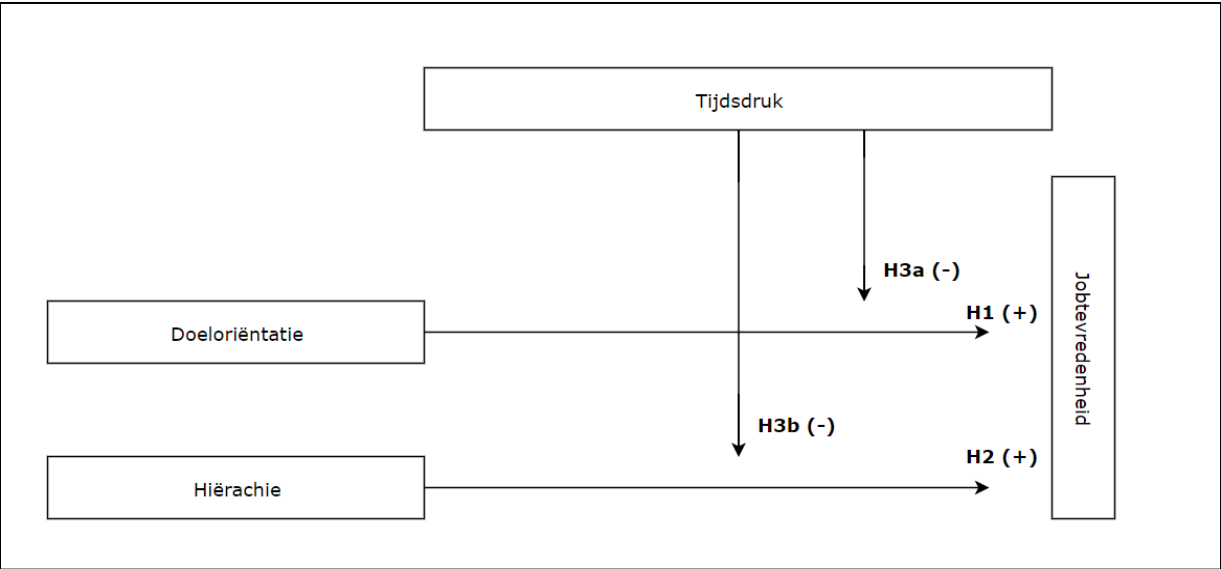 Tijdsdruk
H3a (-)
H1 (+)
Doeloriëntatie
Jobtevredenheid
H3b (-)
H2 (+)
Hiërachie